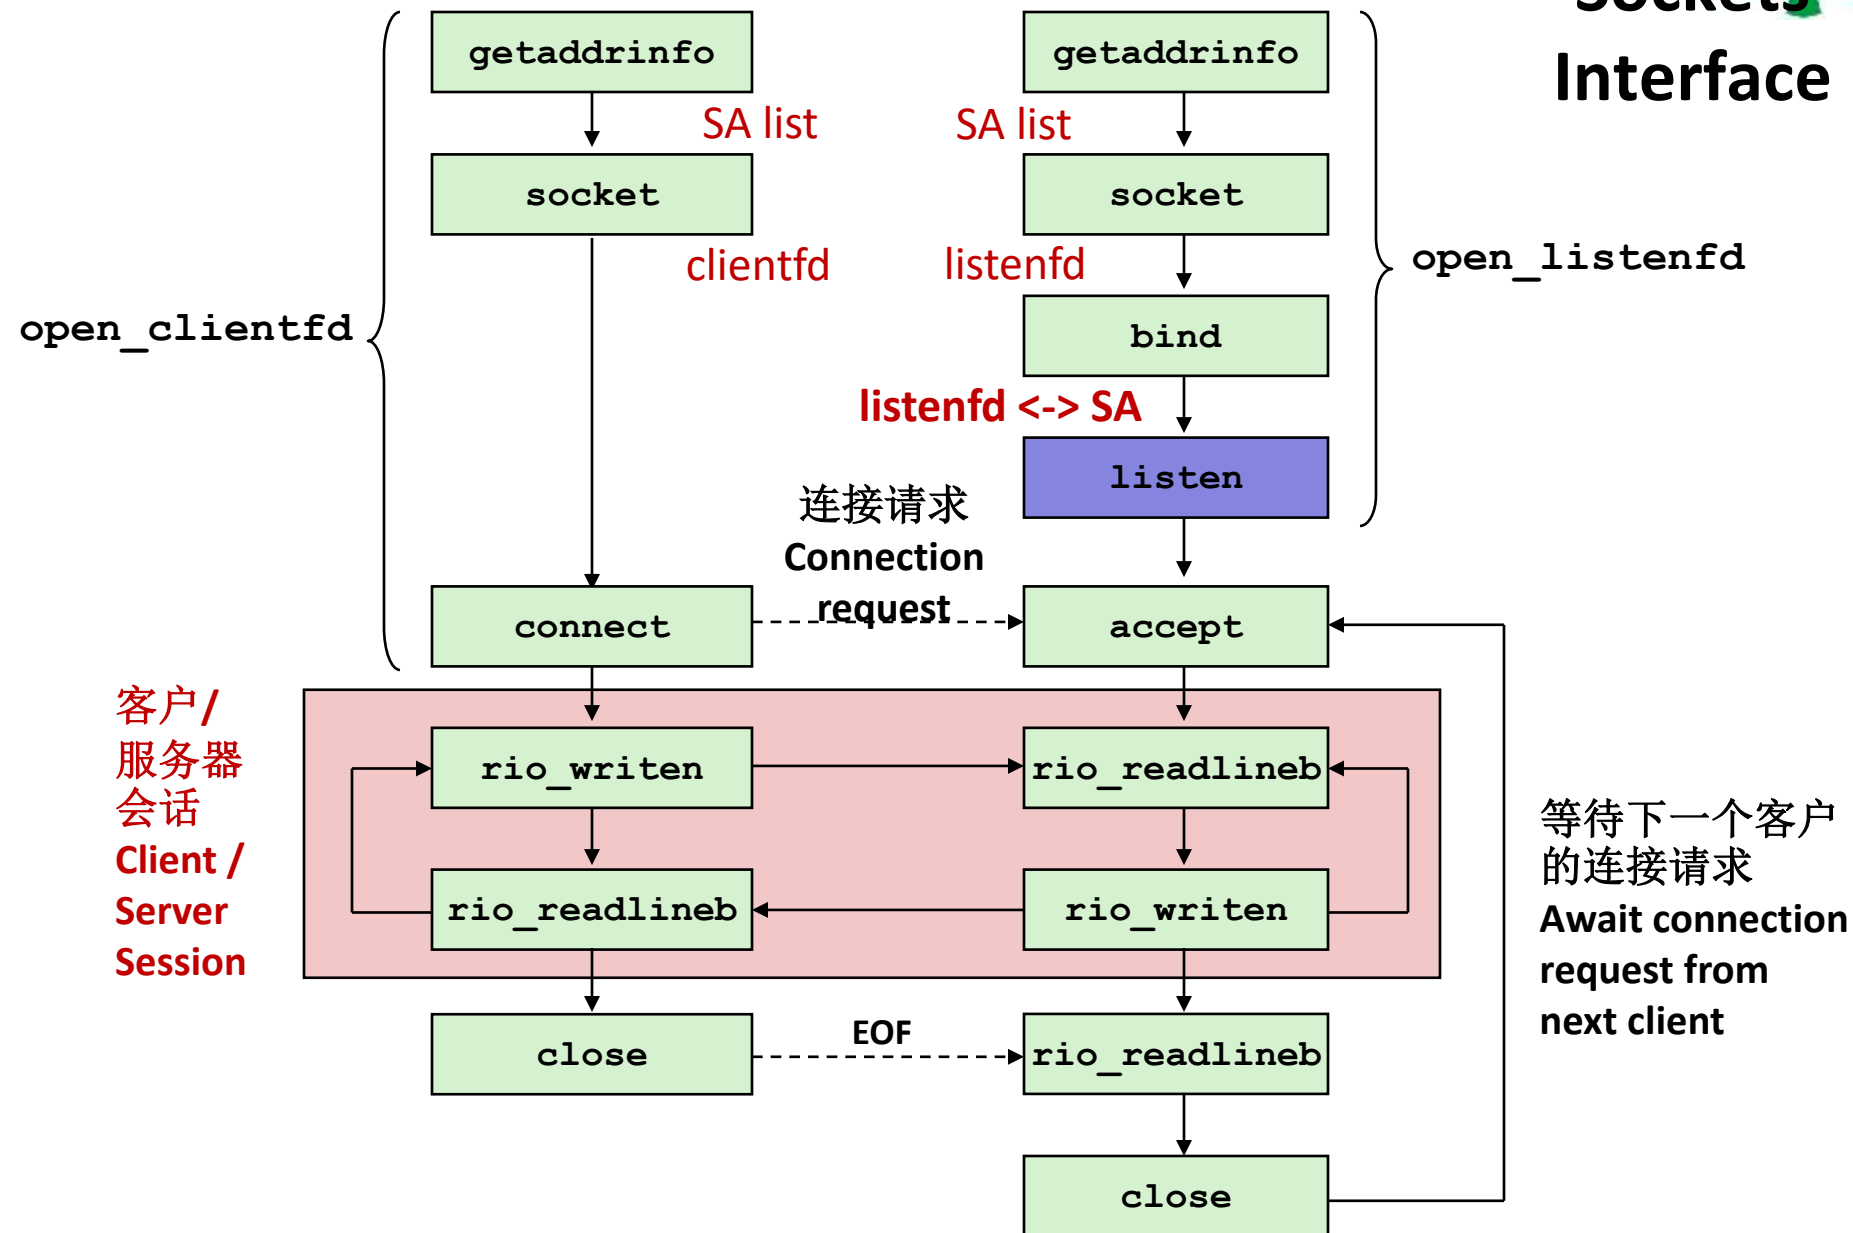 Sockets
Interface
getaddrinfo
getaddrinfo
SA list
SA list
socket
socket
clientfd
listenfd
open_listenfd
open_clientfd
bind
listenfd <-> SA
listen
连接请求
Connection
request
connect
accept
客户/
服务器
会话
Client /
Server
Session
rio_writen
rio_readlineb
rio_readlineb
rio_writen
等待下一个客户
的连接请求
Await connection
request from
next client
close
EOF
rio_readlineb
close